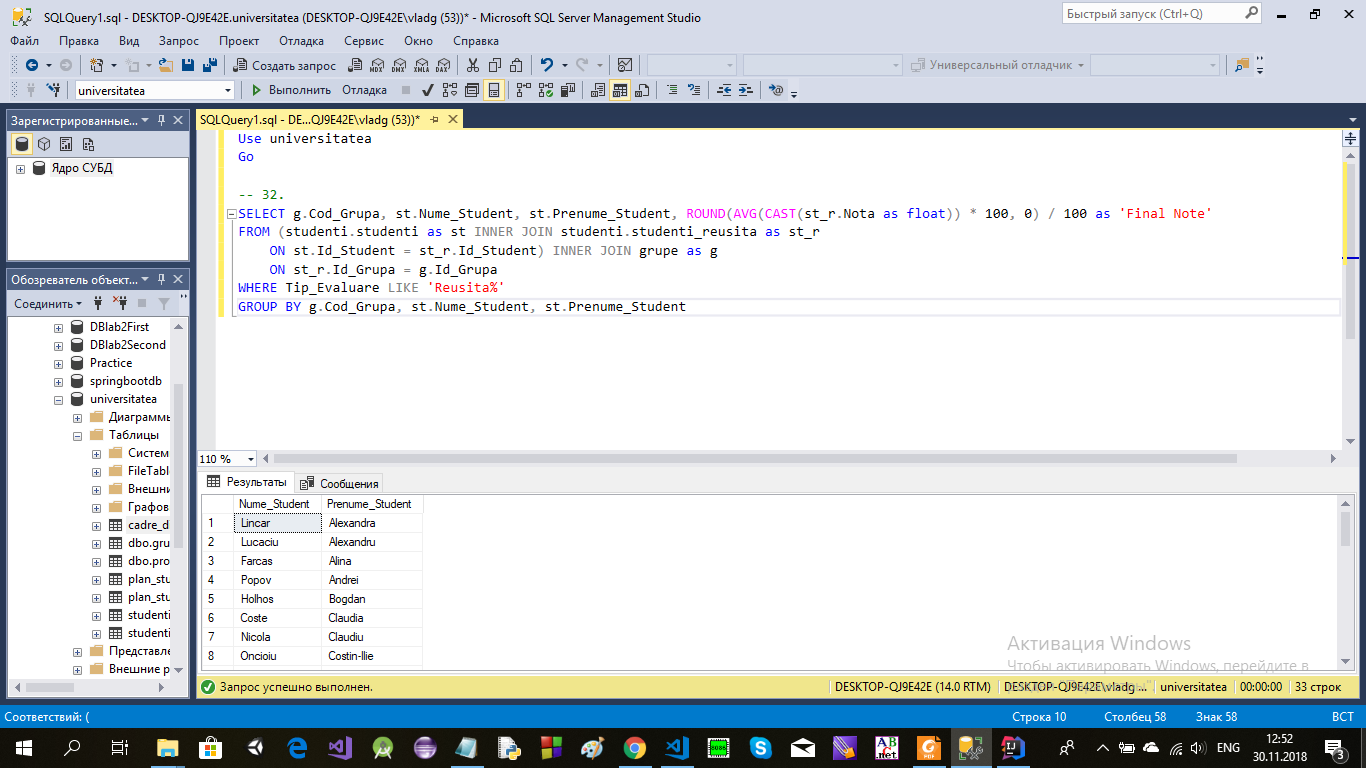 SQLQuery1.sql - DESKTOP-QJ9E42E.universitatea (DESKTOP-QJ9E42E\vladg (53))* - Microsoft SQL Server Management Studio
Быстрый запуск (Ctrl+Q)
Файл Правка Вид Запрос Проект Отладка Сервис Окно Справка
Создать запрос MDX DMX XMLA DAX Универсальный отладчик
universitatea Выполнить Отладка
Зарегистрированные...
SQLQuery1.sql - DE...QJ9E42E\vladg (53))*
Ядро СУБД
Use universitatea
Go
-- 32.
SELECT g.Cod_Grupa, st.Nume_Student, st.Prenume_Student, ROUND(AVG(CAST(st_r.Nota as float)) * 100, 0) / 100 as 'Final Note'
FROM (studenti.studenti as st INNER JOIN studenti.studenti_reusita as st_r
ON st.Id_Student = st_r.Id_Student) INNER JOIN grupe as g
ON st_r.Id_Grupa = g.Id_Grupa
WHERE Tip_Evaluare LIKE 'Reusita%'
GROUP BY g.Cod_Grupa, st.Nume_Student, st.Prenume_Student
Обозреватель объект...
Соединить
DBlab2First
DBlab2Second
Practice
springbootdb
universitatea
Диаграммы
Таблицы
Систем
FileTabl
Внешни
Графов
cadre_d
dbo.gru
dbo.pro
plan_stu
plan_stu
studenti
studenti
Представле
Внешние р
110 %
Результаты Сообщения
Nume_Student Prenume_Student
1 Lincar Alexandra
2 Lucaciu Alexandru
3 Farcas Alina
4 Popov Andrei
5 Holhos Bogdan
6 Coste Claudia
7 Nicola Claudiu
8 Oncioiu Costin-Ilie
Активация Windows
Чтобы активировать Windows, перейдите в
Запрос успешно выполнен. DESKTOP-QJ9E42E (14.0 RTM) DESKTOP-QJ9E42E\vladg ... universitatea 00:00:00 33 строк
Соответствий: ( Строка 10 Столбец 58 Знак 58 ВСТ
ENG 12:52
30.11.2018 3